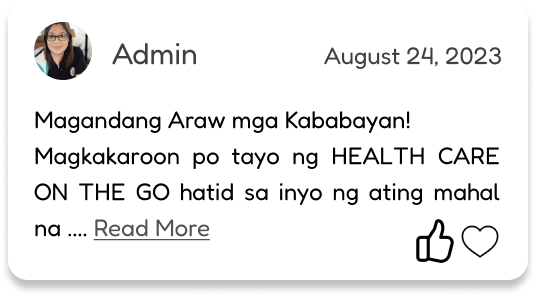 Admin
August 24, 2023
Magandang Araw mga Kababayan!
Magkakaroon po tayo ng HEALTH CARE
ON THE GO hatid sa inyo ng ating mahal
na .... Read More